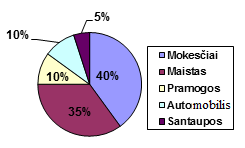 5%
10%
10%
40%
35%
Mokesčiai
Maistas
Pramogos
Automobilis
Santaupos